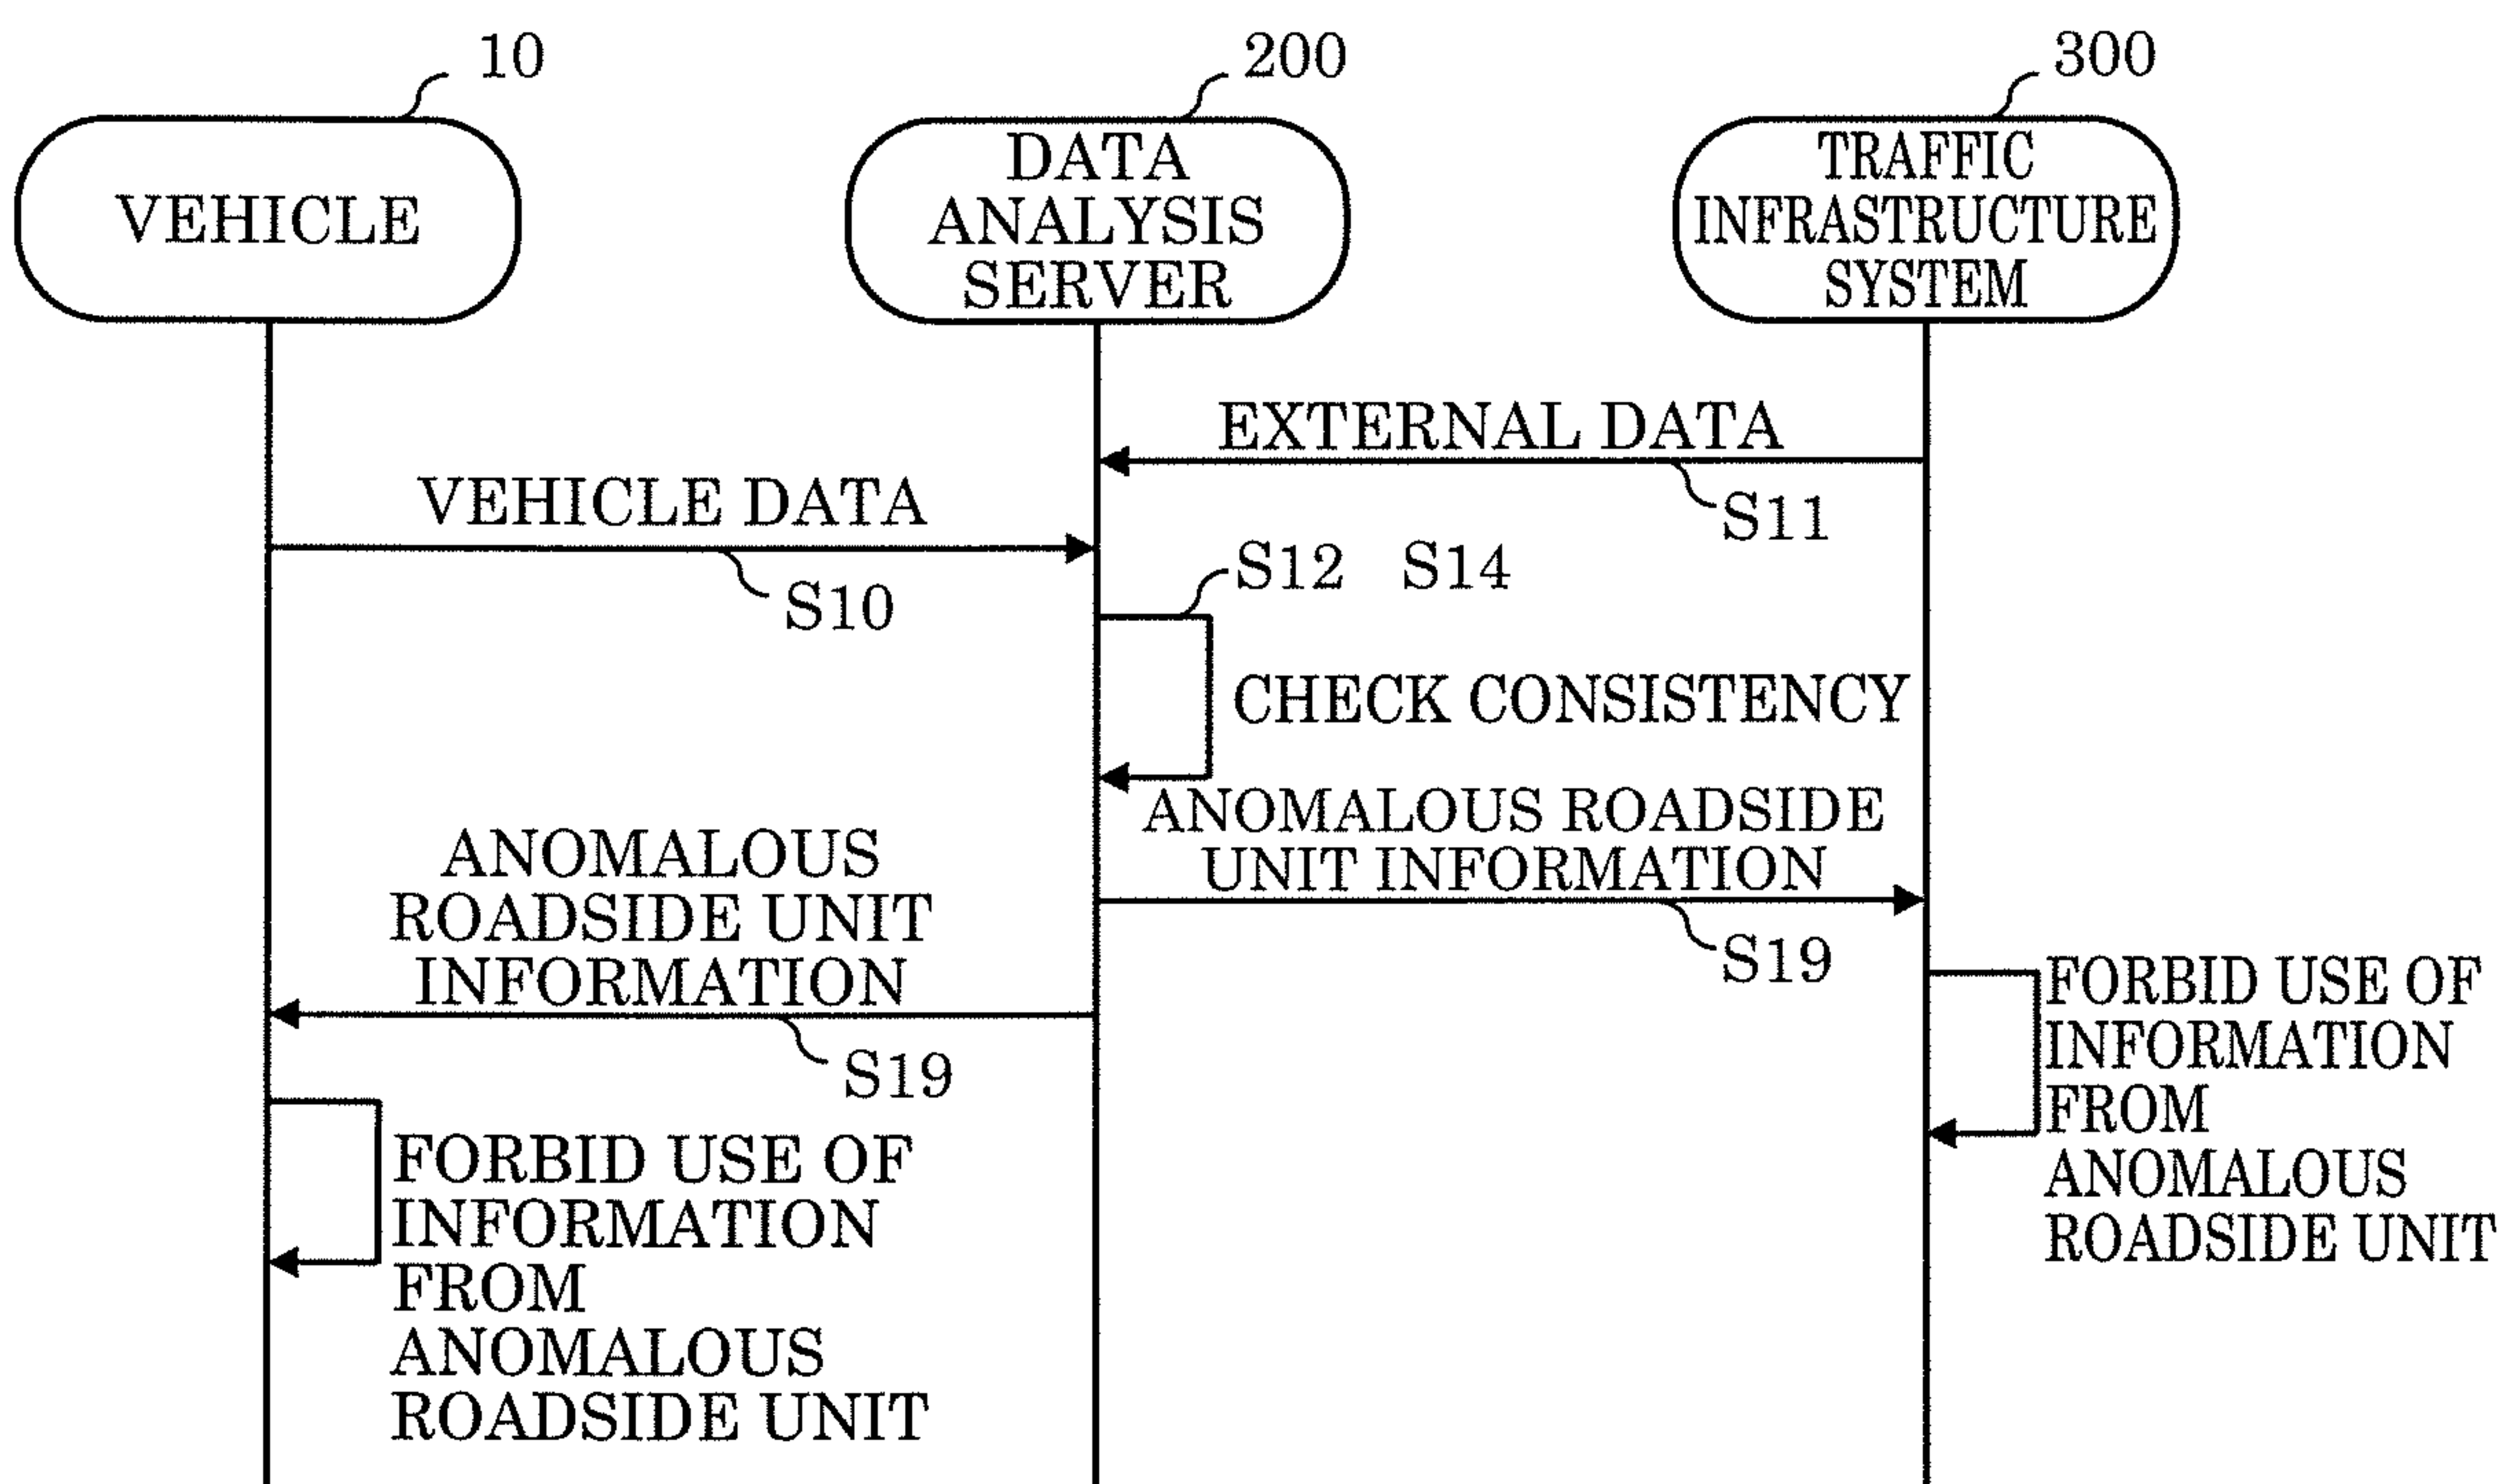 10
200
300
VEHICLE
DATA
ANALYSIS
SERVER
TRAFFIC
INFRASTRUCTURE
SYSTEM
EXTERNAL DATA
S11
VEHICLE DATA
S10
S12 S14
CHECK CONSISTENCY
ANOMALOUS ROADSIDE
UNIT INFORMATION
S19
ANOMALOUS
ROADSIDE UNIT
INFORMATION
S19
FORBID USE OF
INFORMATION
FROM
ANOMALOUS
ROADSIDE UNIT
FORBID USE OF
INFORMATION
FROM
ANOMALOUS
ROADSIDE UNIT